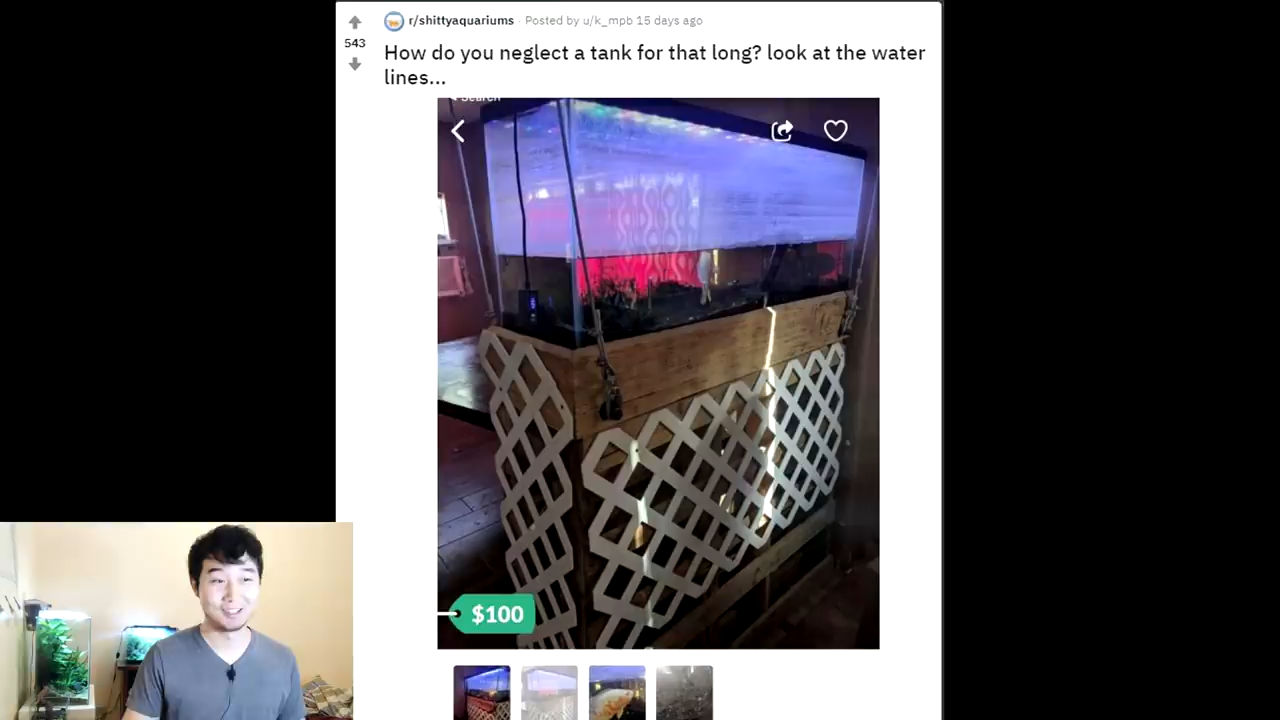 r/shittyaquariums · Posted by u/k_mpb 15 days ago
543
How do you neglect a tank for that long? look at the water
lines...
Search
$100